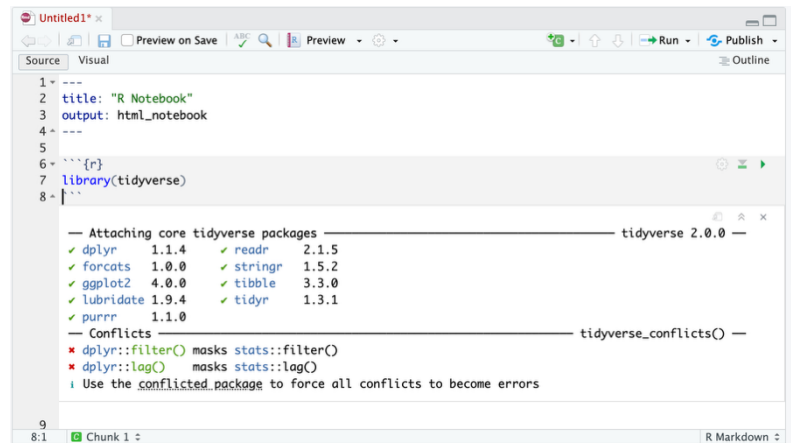 Untitled1*
Preview on Save ABC Preview Run Publish
Source Visual Outline
1 ---
2 title: "R Notebook"
3 output: html_notebook
4 ---
5
6 ```{r}
7 library(tidyverse)
8 ```
── Attaching core tidyverse packages ── tidyverse 2.0.0 ──
✔ dplyr 1.1.4 ✔ readr 2.1.5
✔ forcats 1.0.0 ✔ stringr 1.5.2
✔ ggplot2 4.0.0 ✔ tibble 3.3.0
✔ lubridate 1.9.4 ✔ tidyr 1.3.1
✔ purrr 1.1.0
── Conflicts ── tidyverse_conflicts() ──
✖ dplyr::filter() masks stats::filter()
✖ dplyr::lag() masks stats::lag()
ℹ Use the conflicted package to force all conflicts to become errors
9
8:1 C Chunk 1 R Markdown